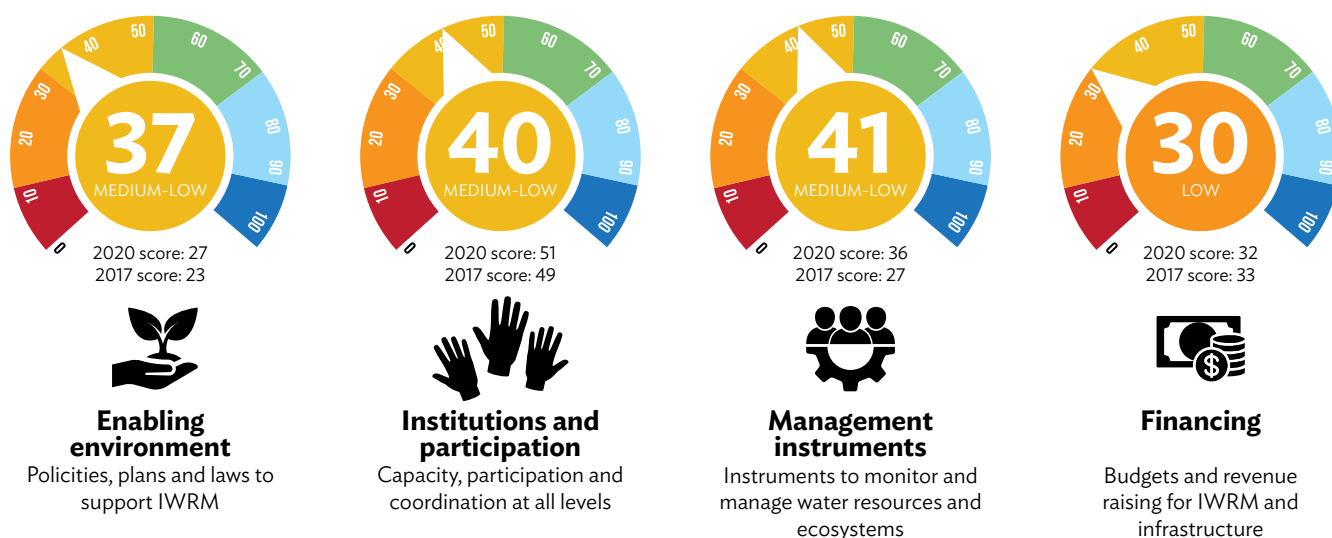 0
10
20
30
40
50
60
70
80
90
100
37
MEDIUM-LOW
2020 score: 27
2017 score: 23
Enabling
environment
Policities, plans and laws to
support IWRM
0
10
20
30
40
50
60
70
80
90
100
40
MEDIUM-LOW
2020 score: 51
2017 score: 49
Institutions and
participation
Capacity, participation and
coordination at all levels
0
10
20
30
40
50
60
70
80
90
100
41
MEDIUM-LOW
2020 score: 36
2017 score: 27
Management
instruments
Instruments to monitor and
manage water resources and
ecosystems
0
10
20
30
40
50
60
70
80
90
100
30
LOW
2020 score: 32
2017 score: 33
$
Financing
Budgets and revenue
raising for IWRM and
infrastructure